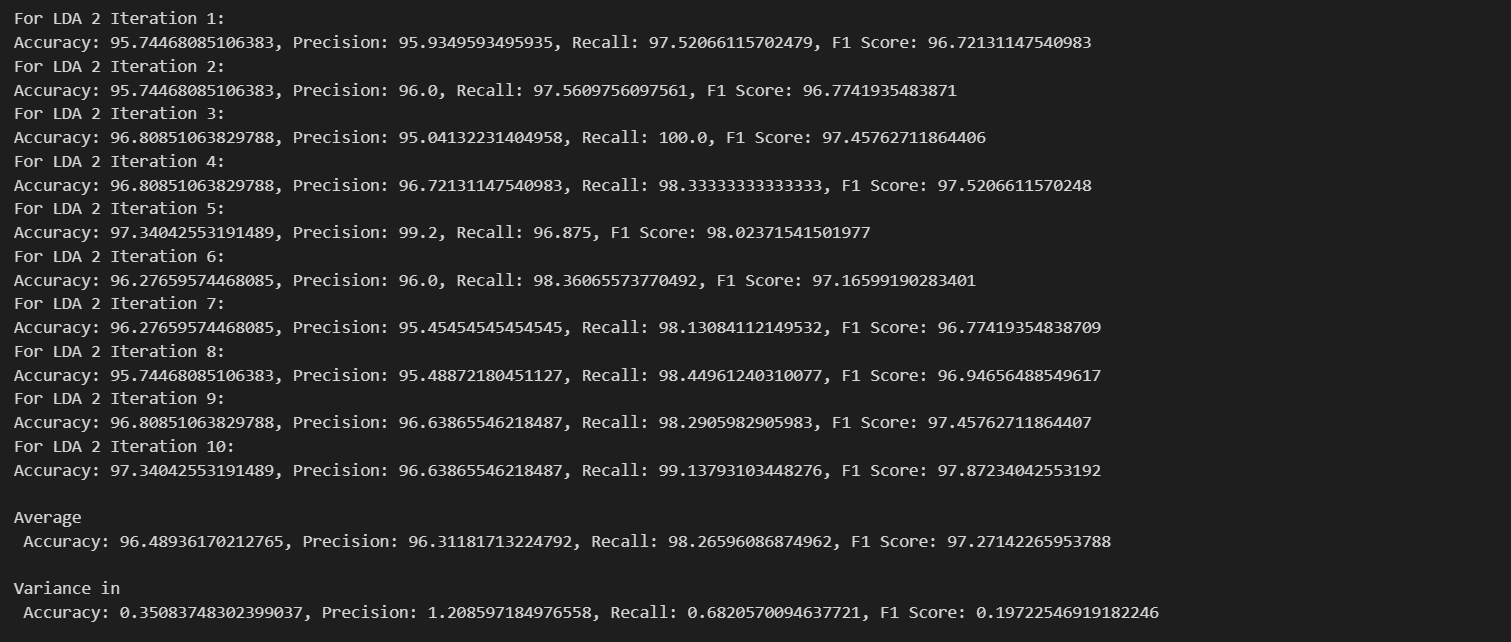 For LDA 2 Iteration 1:
Accuracy: 95.74468085106383, Precision: 95.9349593495935, Recall: 97.52066115702479, F1 Score: 96.72131147540983
For LDA 2 Iteration 2:
Accuracy: 95.74468085106383, Precision: 96.0, Recall: 97.5609756097561, F1 Score: 96.7741935483871
For LDA 2 Iteration 3:
Accuracy: 96.80851063829788, Precision: 95.04132231404958, Recall: 100.0, F1 Score: 97.45762711864406
For LDA 2 Iteration 4:
Accuracy: 96.80851063829788, Precision: 96.72131147540983, Recall: 98.33333333333333, F1 Score: 97.5206611570248
For LDA 2 Iteration 5:
Accuracy: 97.34042553191489, Precision: 99.2, Recall: 96.875, F1 Score: 98.02371541501977
For LDA 2 Iteration 6:
Accuracy: 96.27659574468085, Precision: 96.0, Recall: 98.36065573770492, F1 Score: 97.16599190283401
For LDA 2 Iteration 7:
Accuracy: 96.27659574468085, Precision: 95.45454545454545, Recall: 98.13084112149532, F1 Score: 96.77419354838709
For LDA 2 Iteration 8:
Accuracy: 95.74468085106383, Precision: 95.48872180451127, Recall: 98.44961240310077, F1 Score: 96.94656488549617
For LDA 2 Iteration 9:
Accuracy: 96.80851063829788, Precision: 96.63865546218487, Recall: 98.2905982905983, F1 Score: 97.45762711864407
For LDA 2 Iteration 10:
Accuracy: 97.34042553191489, Precision: 96.63865546218487, Recall: 99.13793103448276, F1 Score: 97.87234042553192
Average
Accuracy: 96.48936170212765, Precision: 96.31181713224792, Recall: 98.26596086874962, F1 Score: 97.27142265953788
Variance in
Accuracy: 0.35083748302399037, Precision: 1.208597184976558, Recall: 0.6820570094637721, F1 Score: 0.19722546919182246